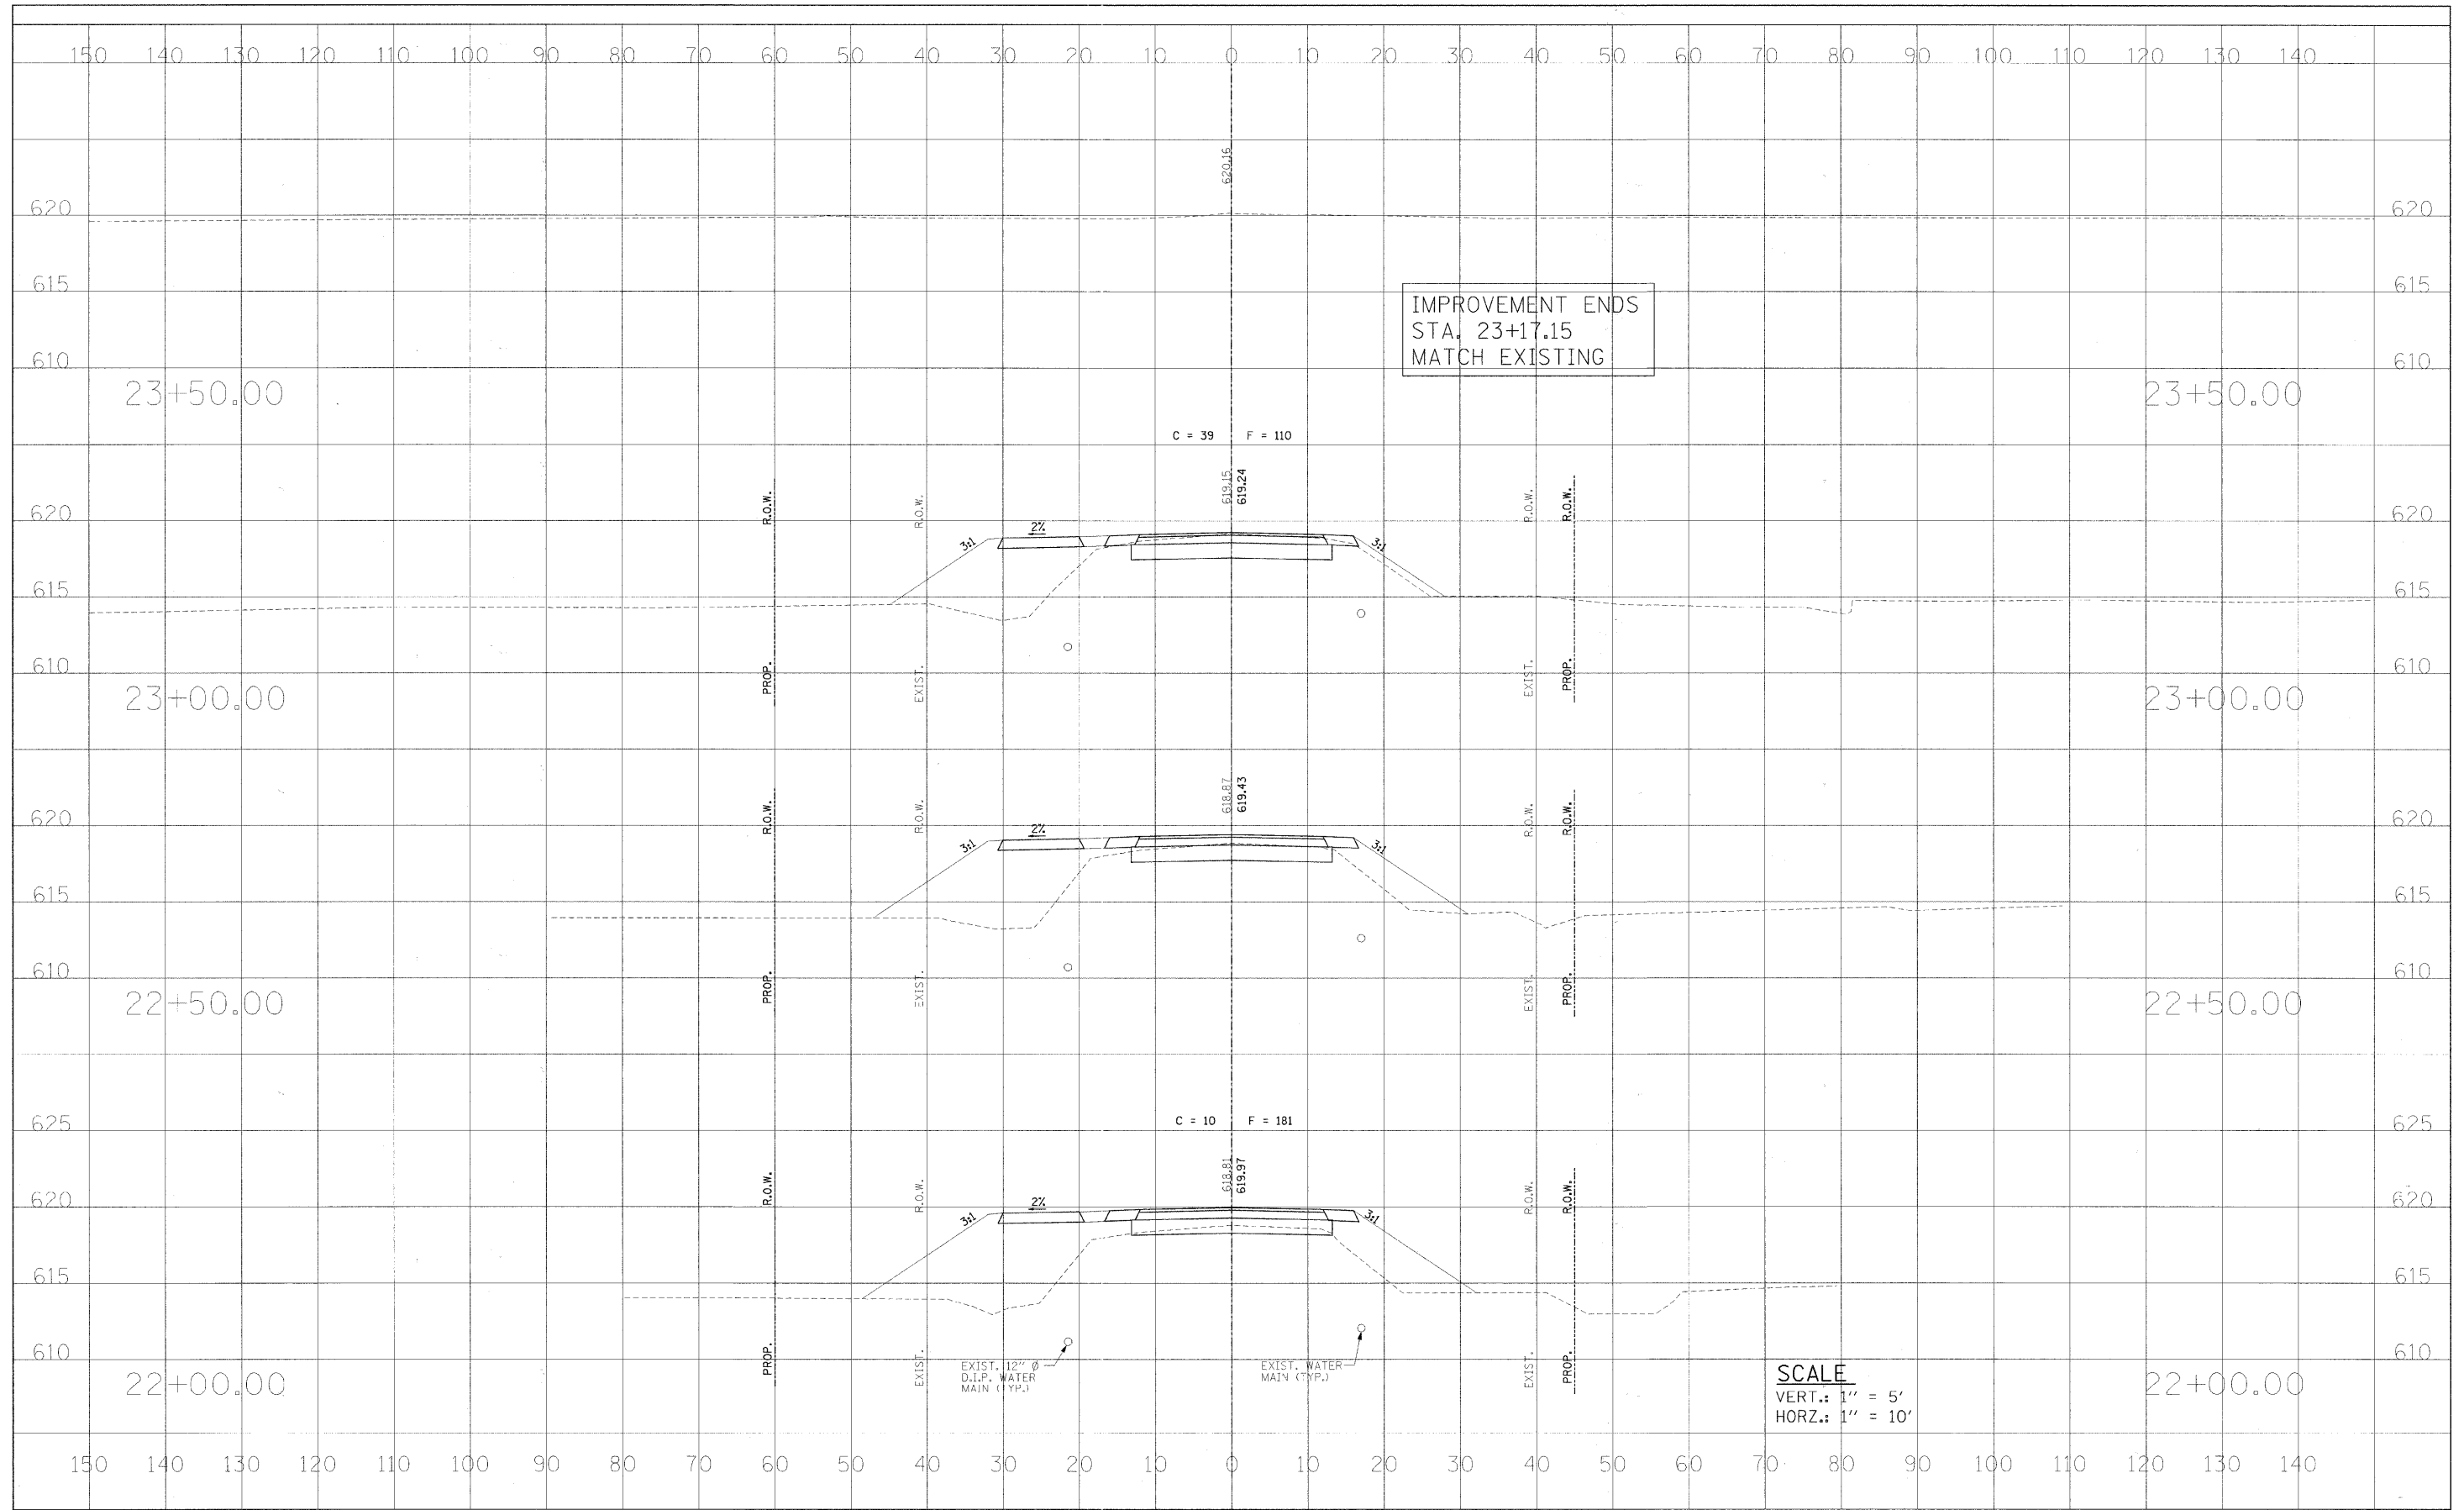 150 140 130 120 110 100 90 80 70 60 50 40 30 20 10 0 10 20 30 40 50 60 70 80 90 100 110 120 130 140
620.16
620 620
615 615
IMPROVEMENT ENDS
STA. 23+17.15
MATCH EXISTING
610 610
23+50.00 23+50.00
C = 39 F = 110
619.15 619.24
R.O.W. R.O.W. R.O.W. R.O.W.
620 620
3:1 2% 3:1
615 615
610 610
PROP. EXIST. EXIST. PROP.
23+00.00 23+00.00
618.87 619.43
R.O.W. R.O.W. R.O.W. R.O.W.
620 620
3:1 2% 3:1
615 615
610 610
PROP. EXIST. EXIST. PROP.
22+50.00 22+50.00
625 625
C = 10 F = 181
618.81 619.97
R.O.W. R.O.W. R.O.W. R.O.W.
620 620
3:1 2% 3:1
615 615
610 610
PROP. EXIST. EXIST. PROP.
EXIST. 12" Ø
D.I.P. WATER
MAIN (TYP.)
EXIST. WATER
MAIN (TYP.)
22+00.00 22+00.00
SCALE
VERT.: 1" = 5'
HORZ.: 1" = 10'
150 140 130 120 110 100 90 80 70 60 50 40 30 20 10 0 10 20 30 40 50 60 70 80 90 100 110 120 130 140